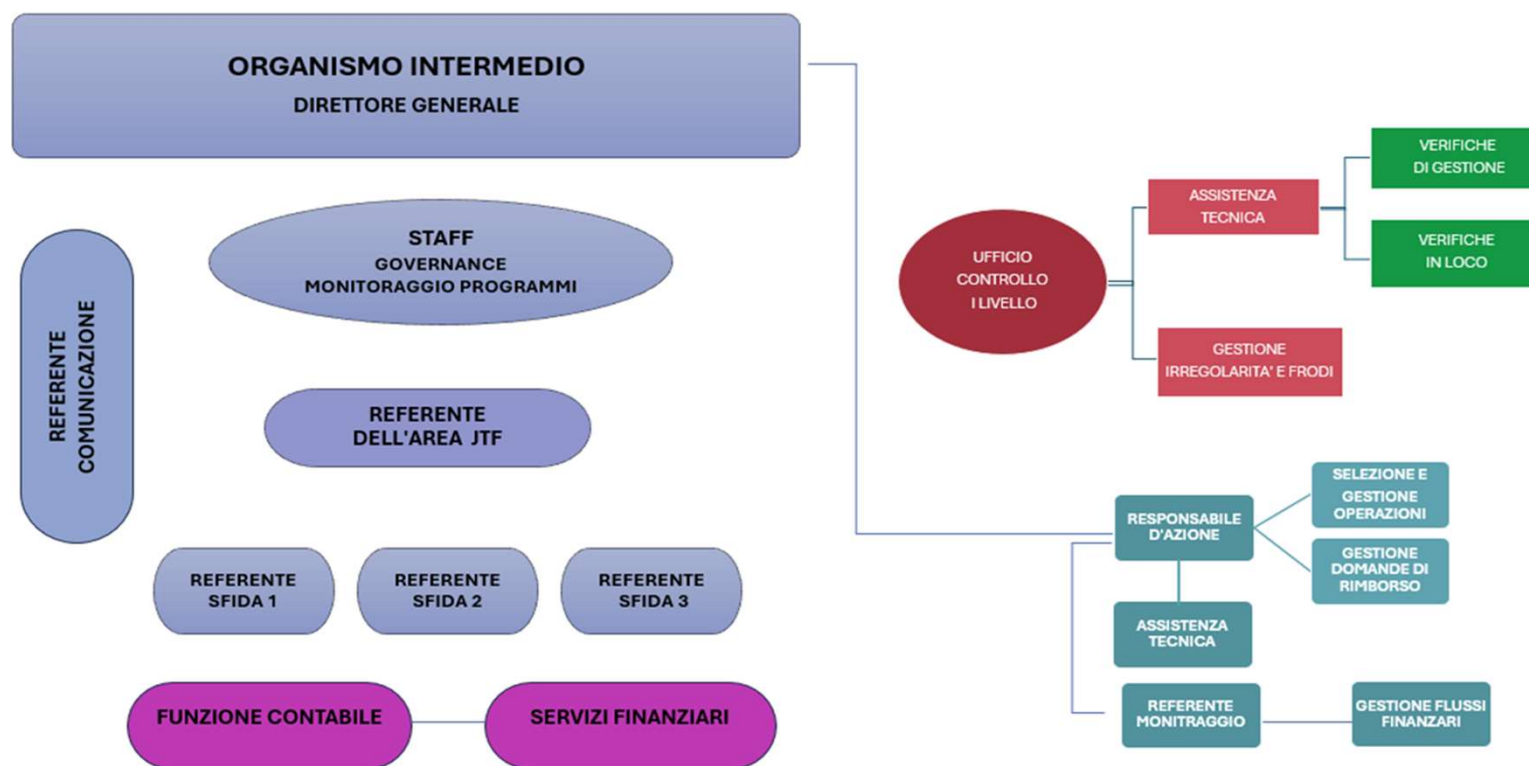 ORGANISMO INTERMEDIO
DIRETTORE GENERALE
STAFF
GOVERNANCE
MONITORAGGIO PROGRAMMI
REFERENTE
COMUNICAZIONE
REFERENTE
DELL'AREA JTF
REFERENTE
SFIDA 1
REFERENTE
SFIDA 2
REFERENTE
SFIDA 3
FUNZIONE CONTABILE
SERVIZI FINANZIARI
UFFICIO
CONTROLLO
I LIVELLO
ASSISTENZA
TECNICA
VERIFICHE
DI GESTIONE
VERIFICHE
IN LOCO
GESTIONE
IRREGOLARITA' E FRODI
RESPONSABILE
D'AZIONE
SELEZIONE E
GESTIONE
OPERAZIONI
GESTIONE
DOMANDE DI
RIMBORSO
ASSISTENZA
TECNICA
REFERENTE
MONITRAGGIO
GESTIONE FLUSSI
FINANZARI